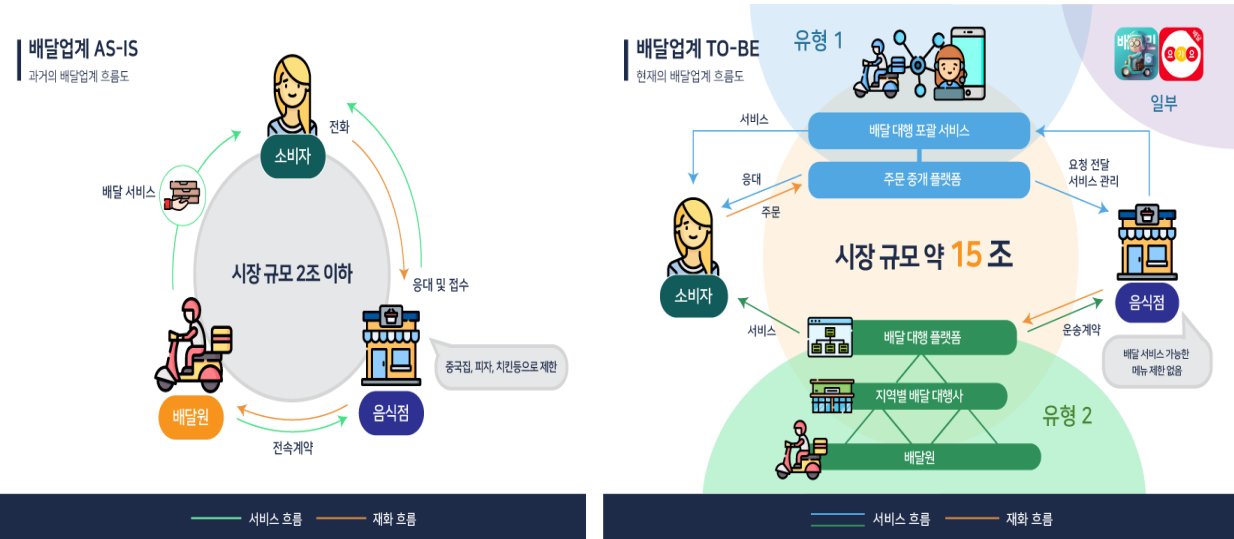 배달업계 AS-IS
과거의 배달업계 흐름도
전화
소비자
배달 서비스
시장 규모 2조 이하
응대 및 접수
중국집, 피자, 치킨등으로 제한
배달원
음식점
전속계약
서비스 흐름
재화 흐름
배달업계 TO-BE
현재의 배달업계 흐름도
유형 1
배민
배달
요기요
일부
서비스
배달 대행 포괄 서비스
주문 중개 플랫폼
응대
주문
요청 전달
서비스 관리
시장 규모 약 15 조
소비자
음식점
서비스
배달 대행 플랫폼
운송계약
배달 서비스 가능한
메뉴 제한 없음
지역별 배달 대행사
유형 2
배달원
서비스 흐름
재화 흐름